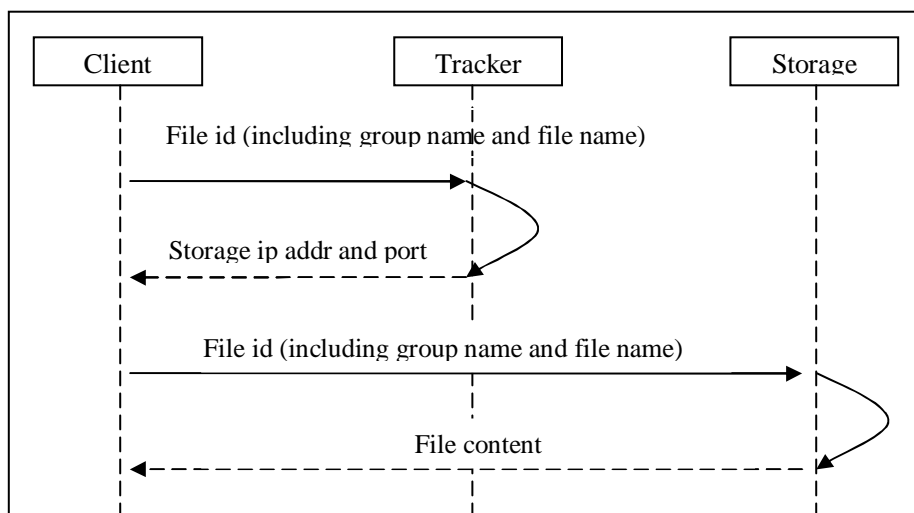 Client
Tracker
Storage
File id (including group name and file name)
Storage ip addr and port
File id (including group name and file name)
File content